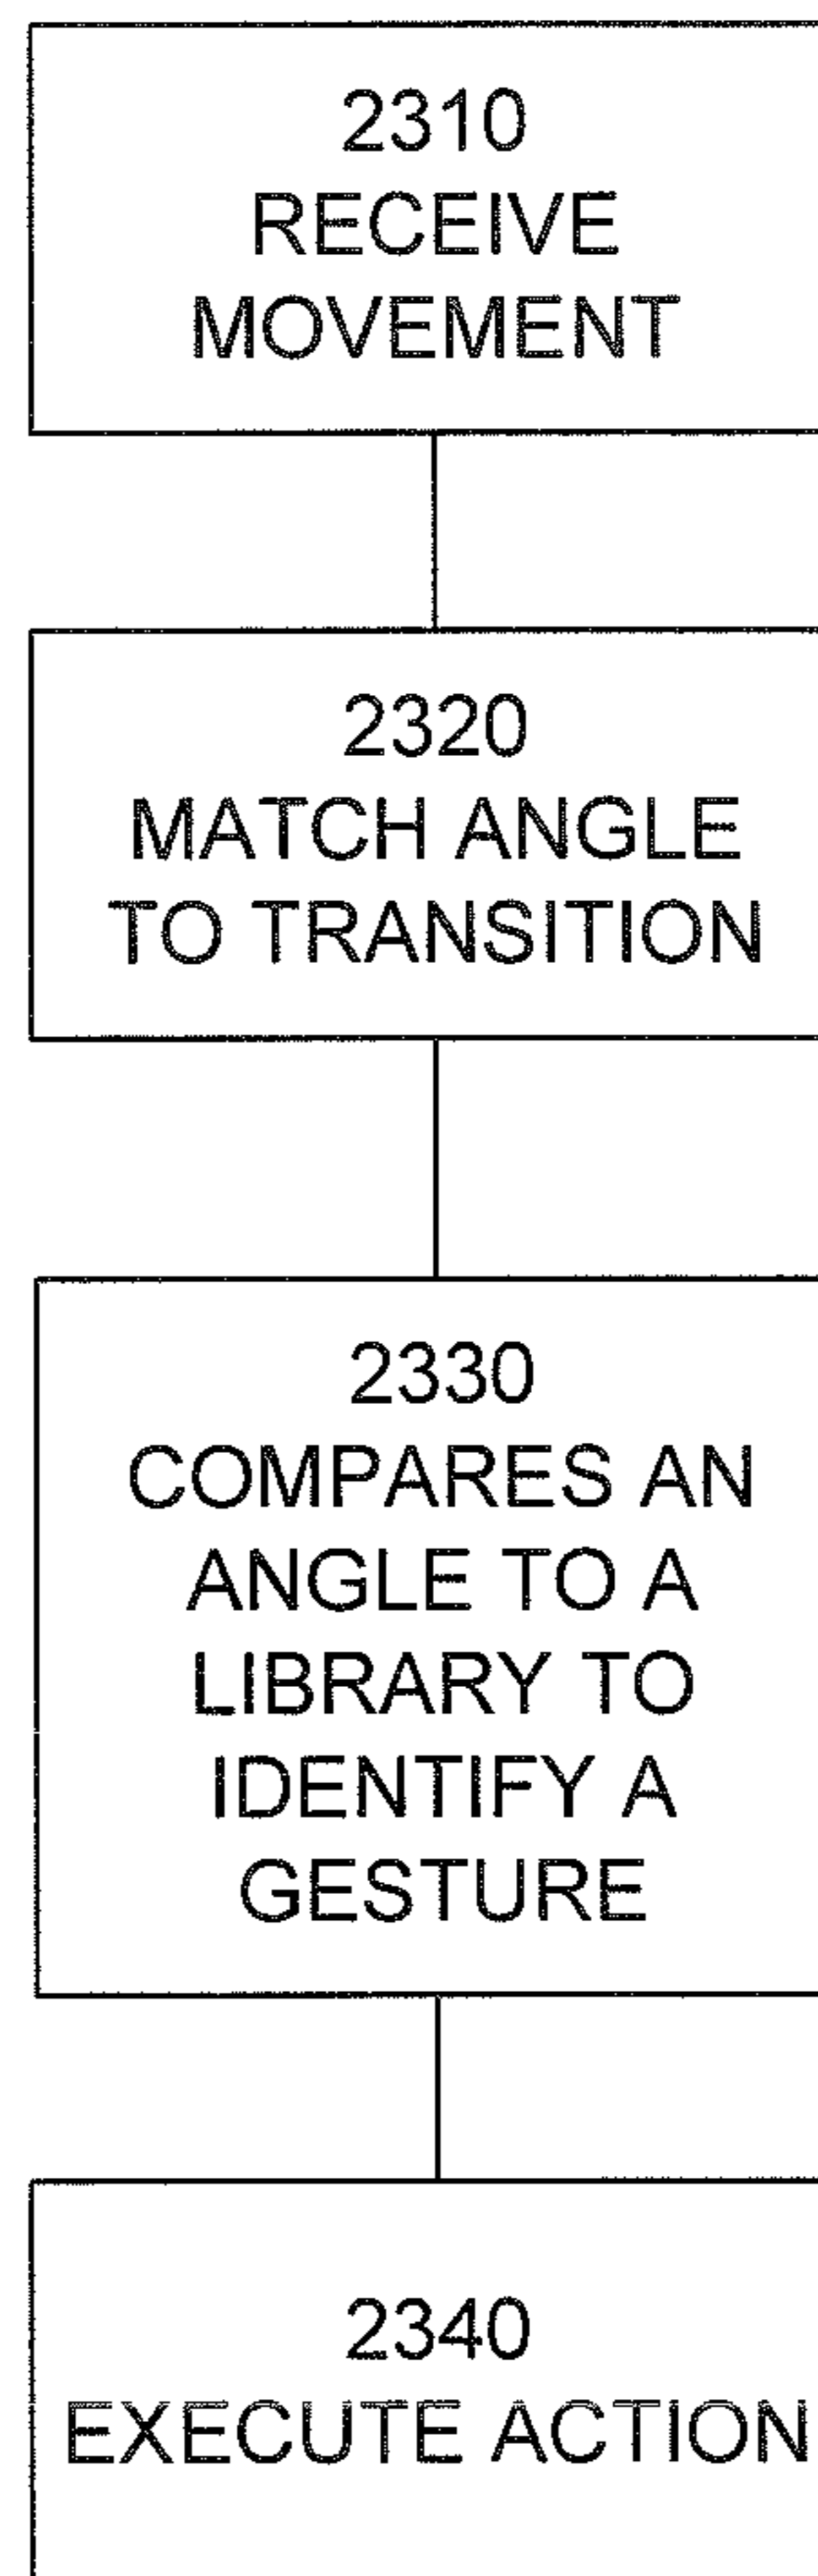 2310
RECEIVE
MOVEMENT
2320
MATCH ANGLE
TO TRANSITION
2330
COMPARES AN
ANGLE TO A
LIBRARY TO
IDENTIFY A
GESTURE
2340
EXECUTE ACTION